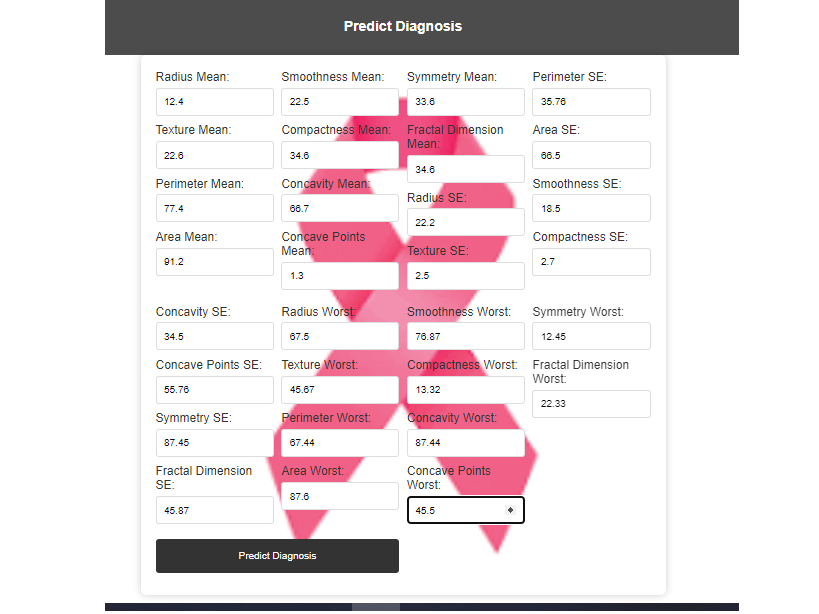 Predict Diagnosis
Radius Mean:
12.4
Texture Mean:
22.6
Perimeter Mean:
77.4
Area Mean:
91.2
Smoothness Mean:
22.5
Compactness Mean:
34.6
Concavity Mean:
66.7
Concave Points
Mean:
1.3
Symmetry Mean:
33.6
Fractal Dimension
Mean:
34.6
Radius SE:
22.2
Texture SE:
2.5
Perimeter SE:
35.76
Area SE:
66.5
Smoothness SE:
18.5
Compactness SE:
2.7
Concavity SE:
34.5
Concave Points SE:
55.76
Symmetry SE:
87.45
Fractal Dimension
SE:
45.87
Radius Worst:
67.5
Texture Worst:
45.67
Perimeter Worst:
67.44
Area Worst:
87.6
Smoothness Worst:
76.87
Compactness Worst:
13.32
Concavity Worst:
87.44
Concave Points
Worst:
45.5
Symmetry Worst:
12.45
Fractal Dimension
Worst:
22.33
Predict Diagnosis